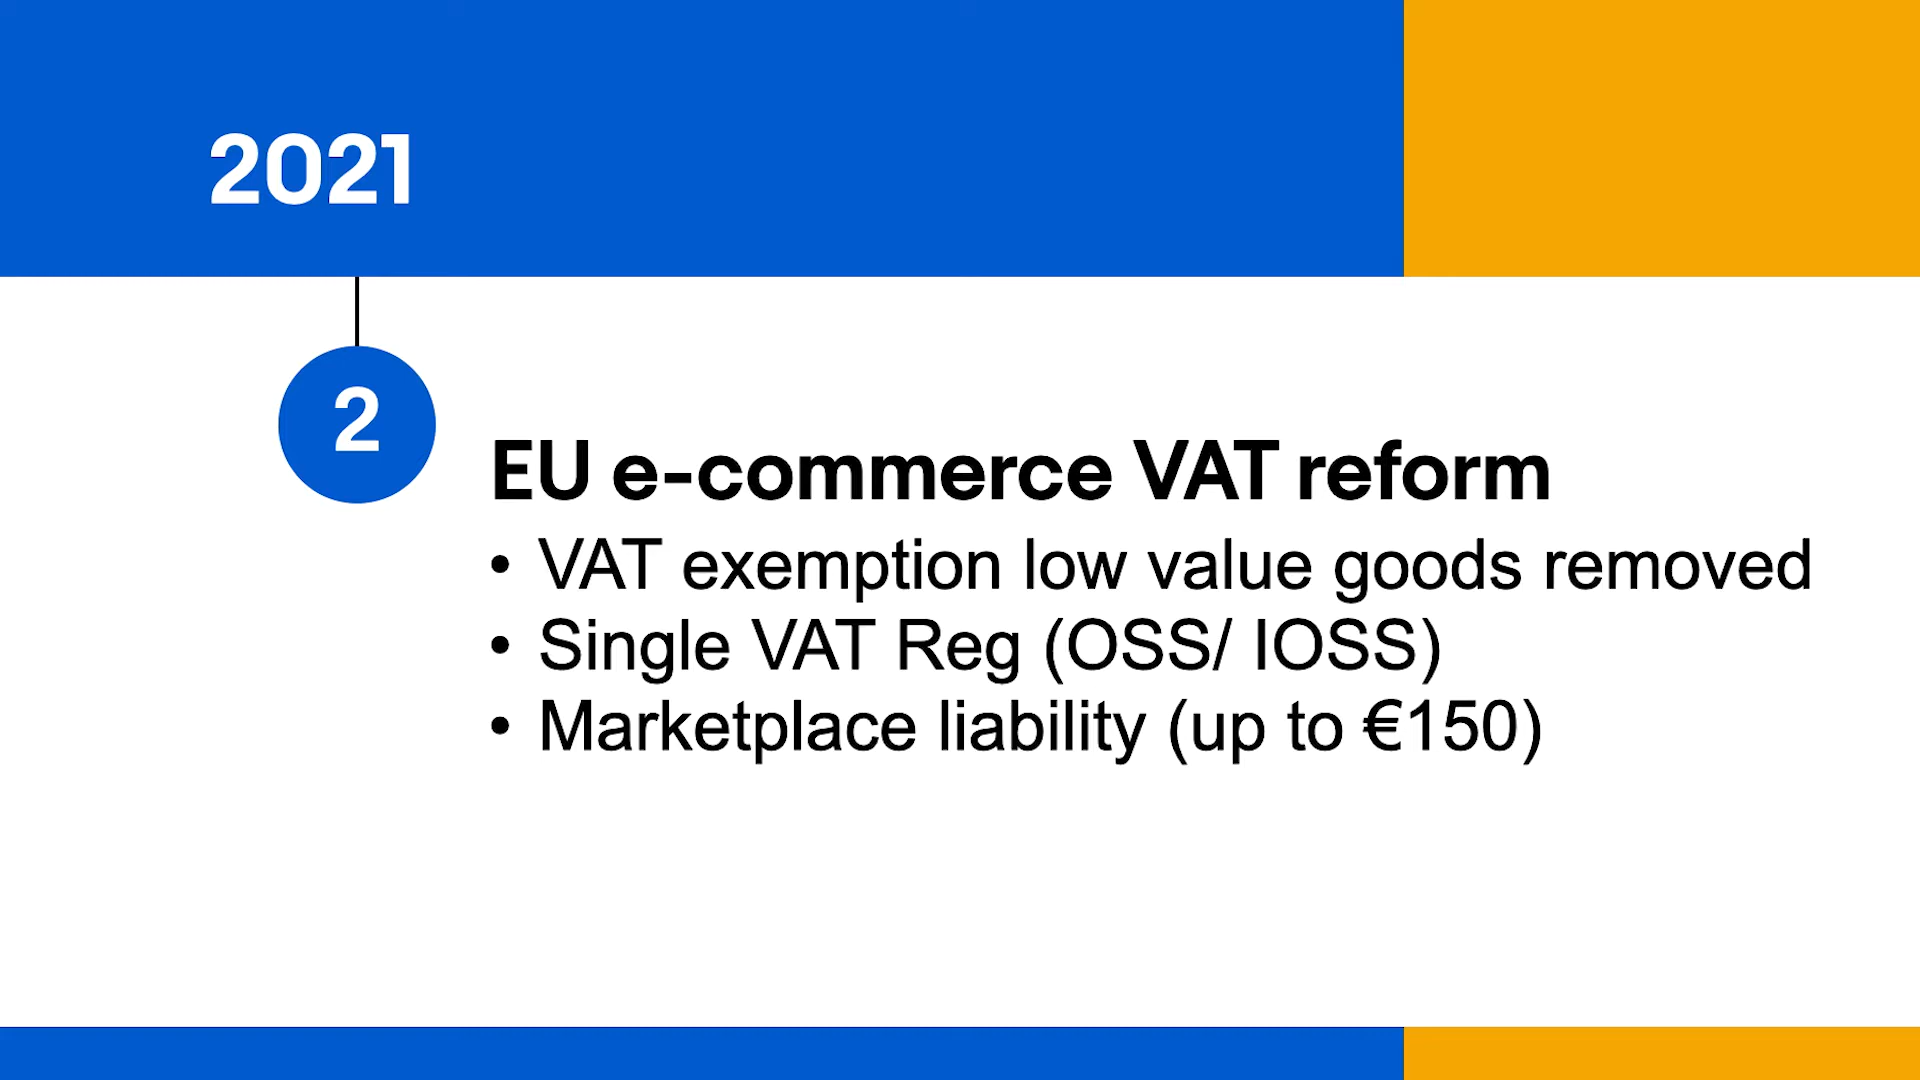 2021
2
EU e-commerce VAT reform
• VAT exemption low value goods removed
• Single VAT Reg (OSS/ IOSS)
• Marketplace liability (up to €150)